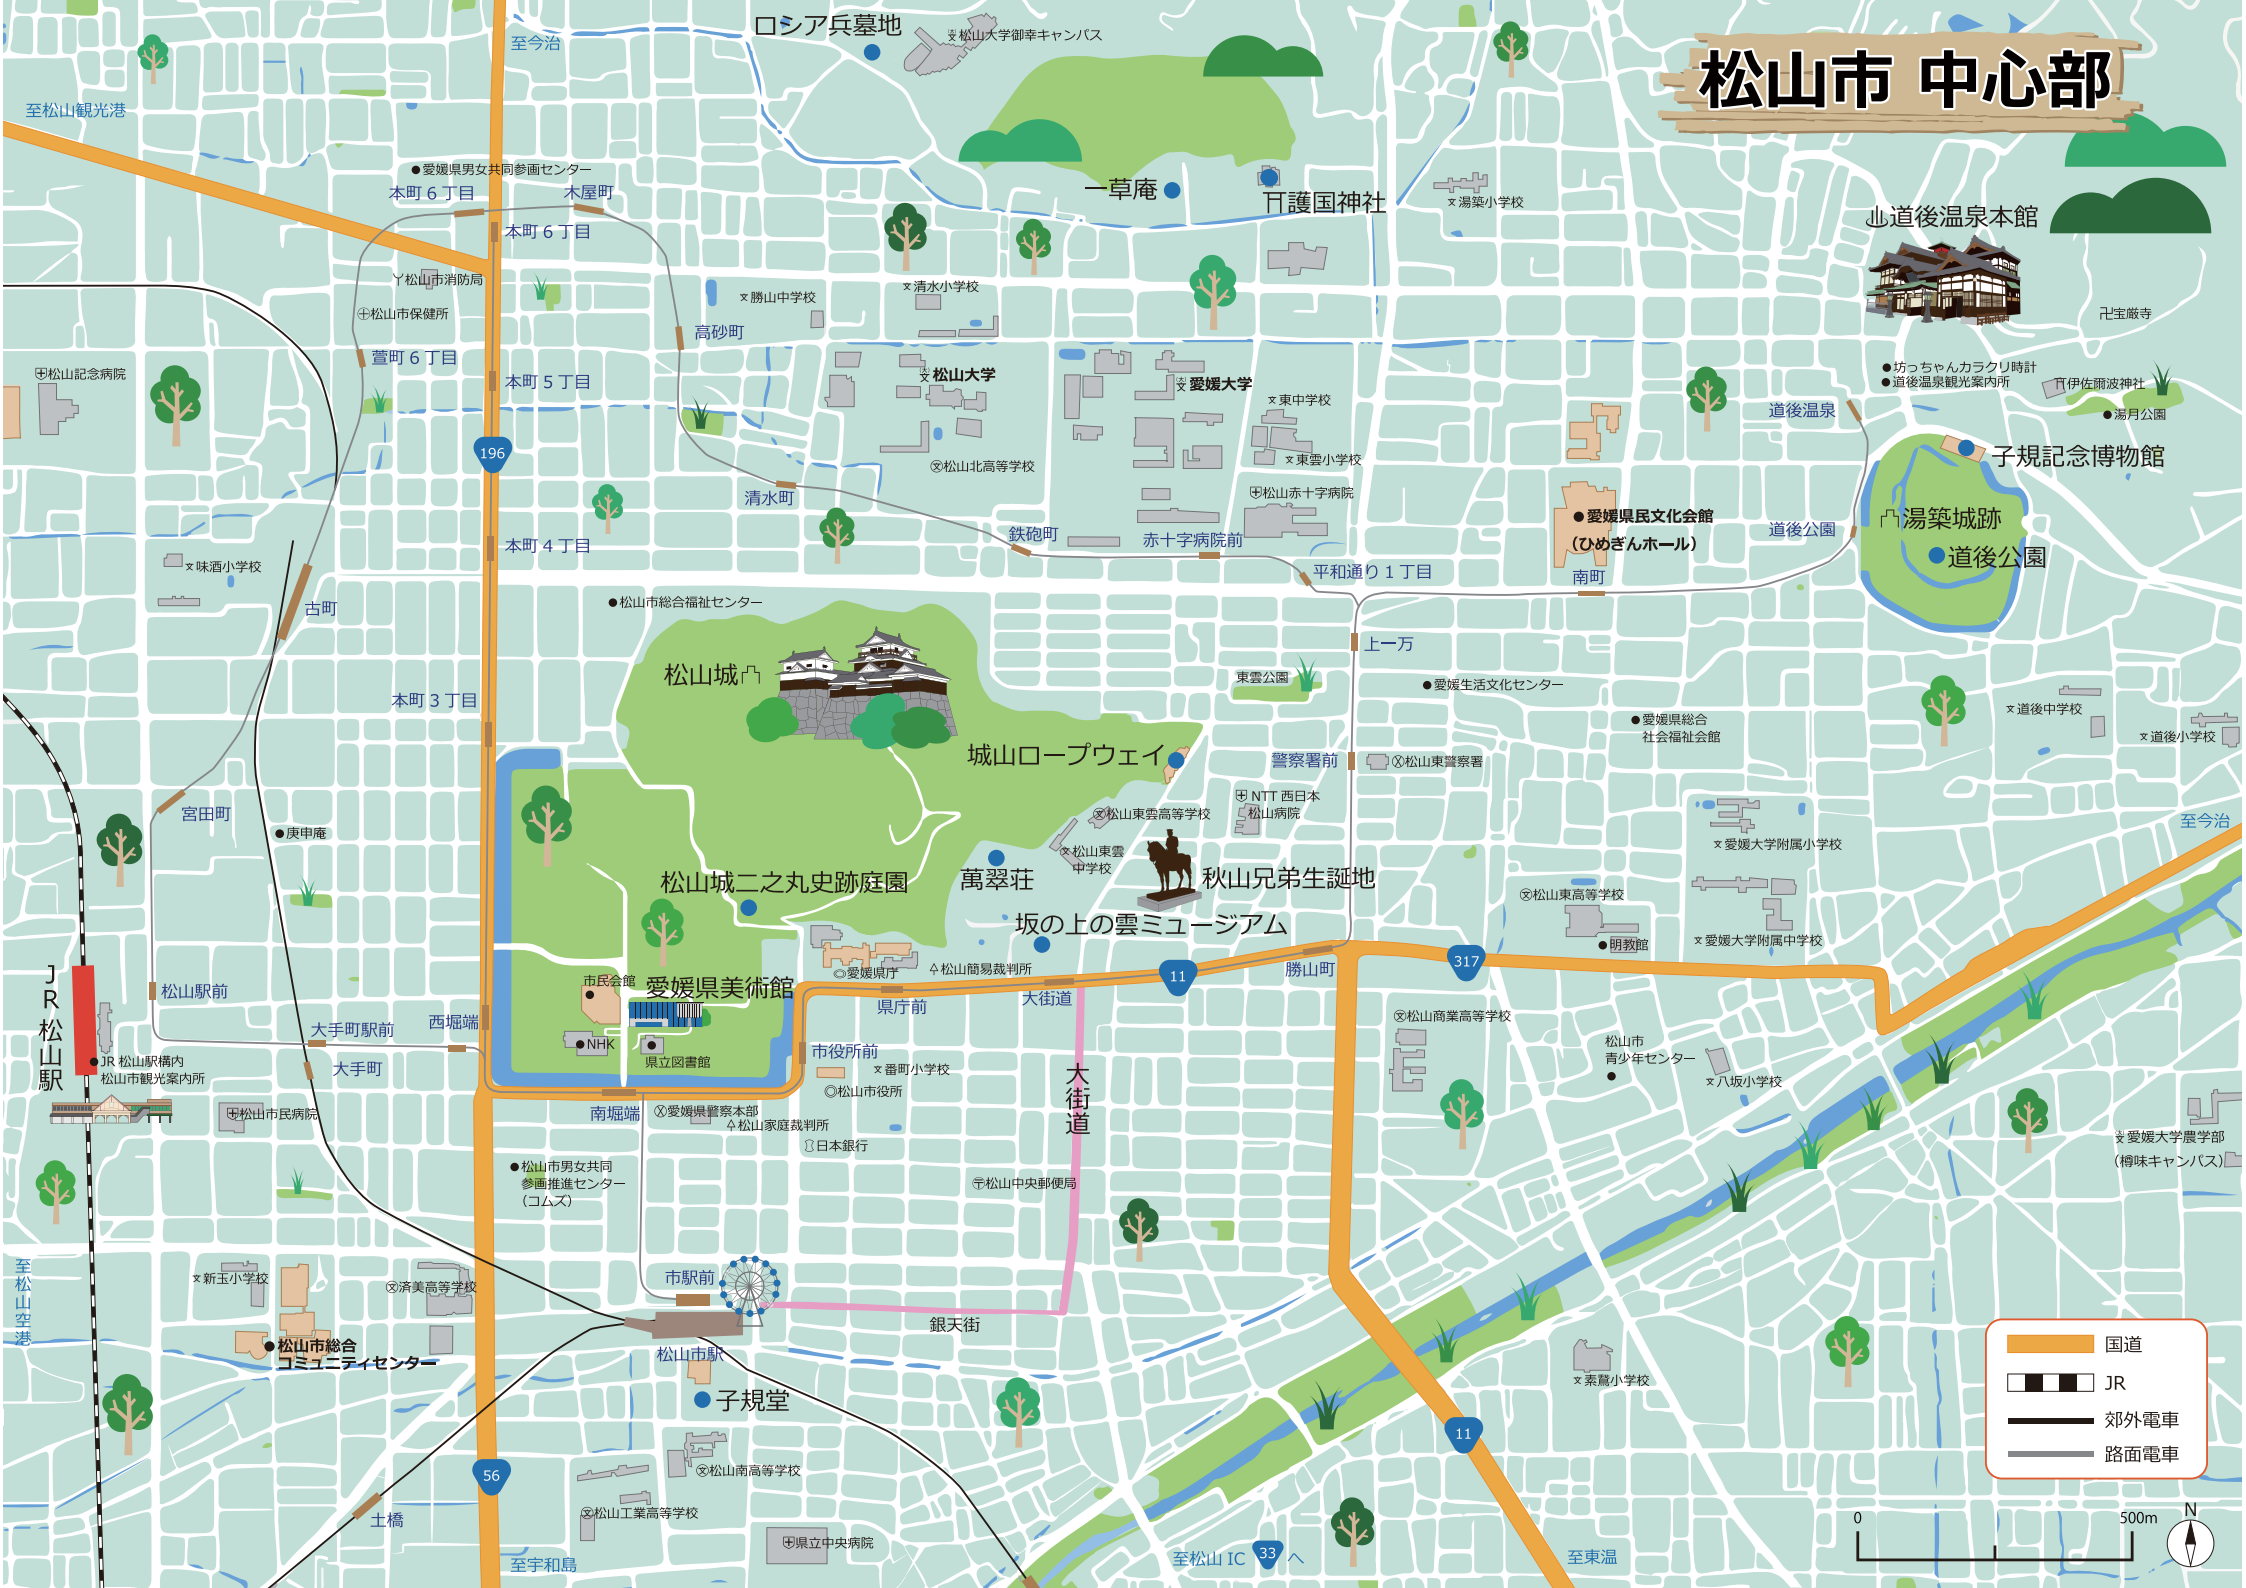 松山市 中心部
ロシア兵墓地
松山大学御幸キャンパス
至今治
至松山観光港
愛媛県男女共同参画センター
本町6丁目
木屋町
本町6丁目
一草庵
護国神社
湯築小学校
道後温泉本館
松山市消防局
松山市保健所
勝山中学校
清水小学校
宝厳寺
萱町6丁目
高砂町
松山記念病院
本町5丁目
松山大学
愛媛大学
東中学校
坊っちゃんカラクリ時計
道後温泉観光案内所
伊佐爾波神社
湯月公園
道後温泉
196
松山北高等学校
東雲小学校
子規記念博物館
清水町
松山赤十字病院
愛媛県民文化会館
(ひめぎんホール)
湯築城跡
道後公園
道後公園
鉄砲町
赤十字病院前
本町4丁目
味酒小学校
平和通り1丁目
南町
古町
松山市総合福祉センター
上一万
松山城
東雲公園
愛媛生活文化センター
本町3丁目
愛媛県総合
社会福祉会館
道後中学校
道後小学校
城山ロープウェイ
警察署前
松山東警察署
NTT 西日本
松山病院
宮田町
庚申庵
松山東雲高等学校
松山東雲
中学校
愛媛大学附属小学校
至今治
松山城二之丸史跡庭園
萬翠荘
秋山兄弟生誕地
坂の上の雲ミュージアム
松山東高等学校
明教館
愛媛大学附属中学校
JR松山駅
松山駅前
市民会館
愛媛県美術館
愛媛県庁
松山簡易裁判所
11
勝山町
317
大手町駅前
西堀端
県庁前
大街道
松山商業高等学校
NHK
県立図書館
市役所前
番町小学校
松山市役所
大街道
松山市
青少年センター
八坂小学校
JR 松山駅構内
松山市観光案内所
大手町
松山市民病院
南堀端
愛媛県警察本部
松山家庭裁判所
日本銀行
愛媛大学農学部
(樽味キャンパス)
松山市男女共同
参画推進センター
(コムズ)
松山中央郵便局
至松山空港
新玉小学校
済美高等学校
市駅前
銀天街
松山市総合
コミュニティセンター
松山市駅
子規堂
素鵞小学校
国道
JR
郊外電車
路面電車
11
56
松山南高等学校
松山工業高等学校
土橋
県立中央病院
至宇和島
至松山 IC 33 へ
至東温
0 500m
N